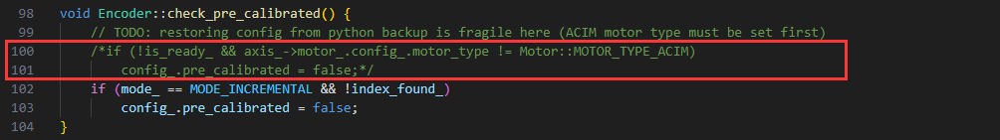 98 void Encoder::check_pre_calibrated() {
99     // TODO: restoring config from python backup is fragile here (ACIM motor type must be set first)
100     /*if (!is_ready_ && axis_->motor_.config_.motor_type != Motor::MOTOR_TYPE_ACIM)
101         config_.pre_calibrated = false;*/
102     if (mode_ == MODE_INCREMENTAL && !index_found_)
103         config_.pre_calibrated = false;
104 }